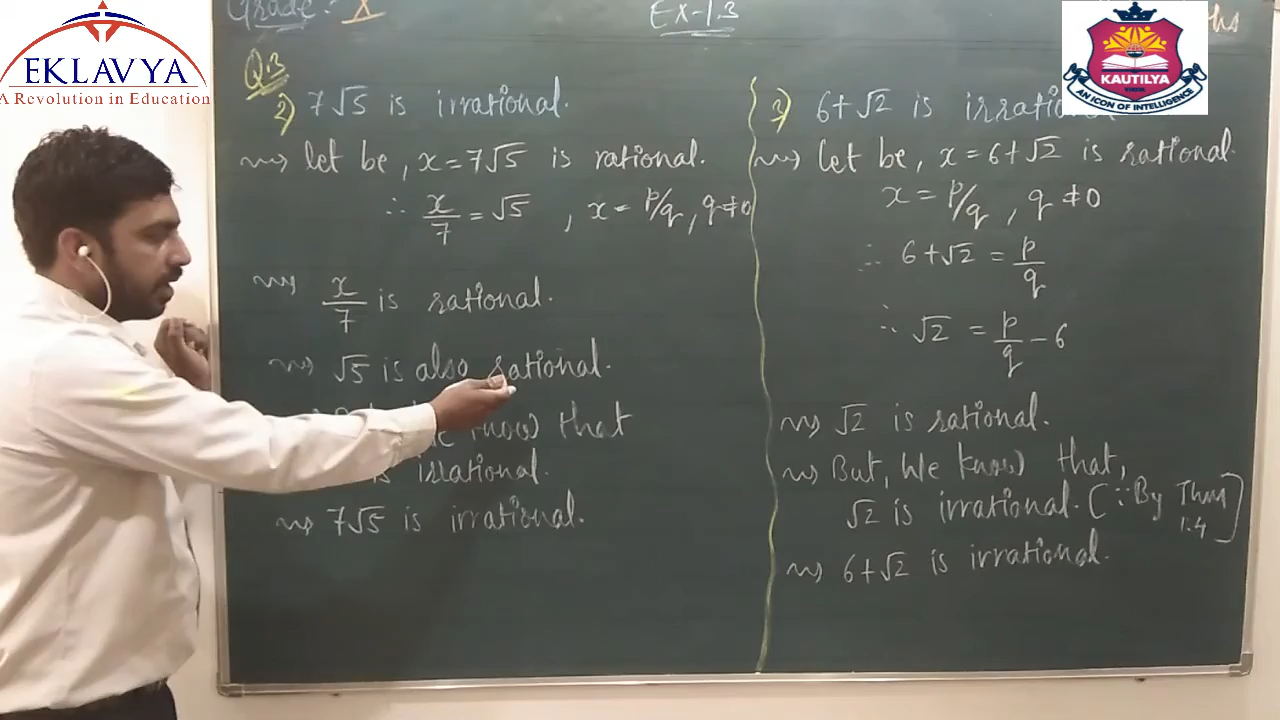 EKLAVYA
A Revolution in Education
Grade :- X
Ex-1.3
KAUTILYA
AN ICON OF INTELLIGENCE
Q.3
2) 7√5 is irrational.
⇝ let be, x = 7√5 is rational.
∴ x/7 = √5 , x = p/q, q ≠ 0
⇝ x/7 is rational.
⇝ √5 is also rational.
know that
is irrational.
⇝ 7√5 is irrational.
3) 6+√2 is
⇝ let be, x = 6+√2 is rational.
x = p/q , q ≠ 0
∴ 6+√2 = p/q
∴ √2 = p/q - 6
⇝ √2 is rational.
⇝ But, We know that,
√2 is irrational. (∵ By Thm 1.4]
⇝ 6+√2 is irrational.